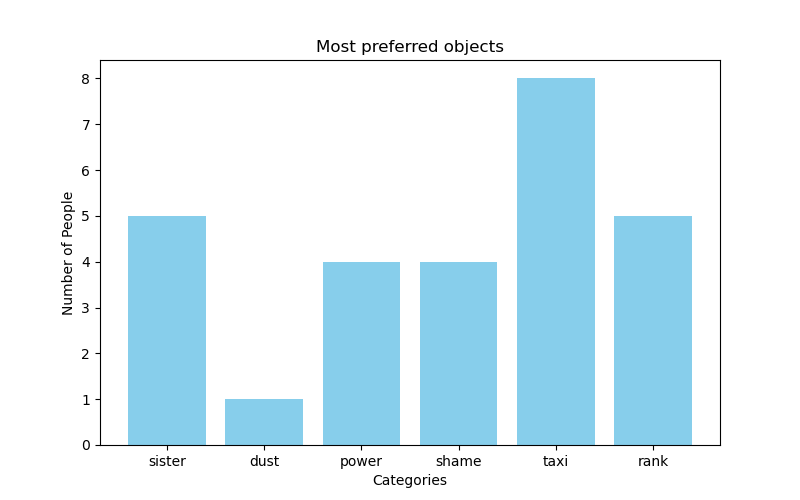 Most preferred objects
8
7
6
5
4
3
2
1
0
Number of People
sister dust power shame taxi rank
Categories